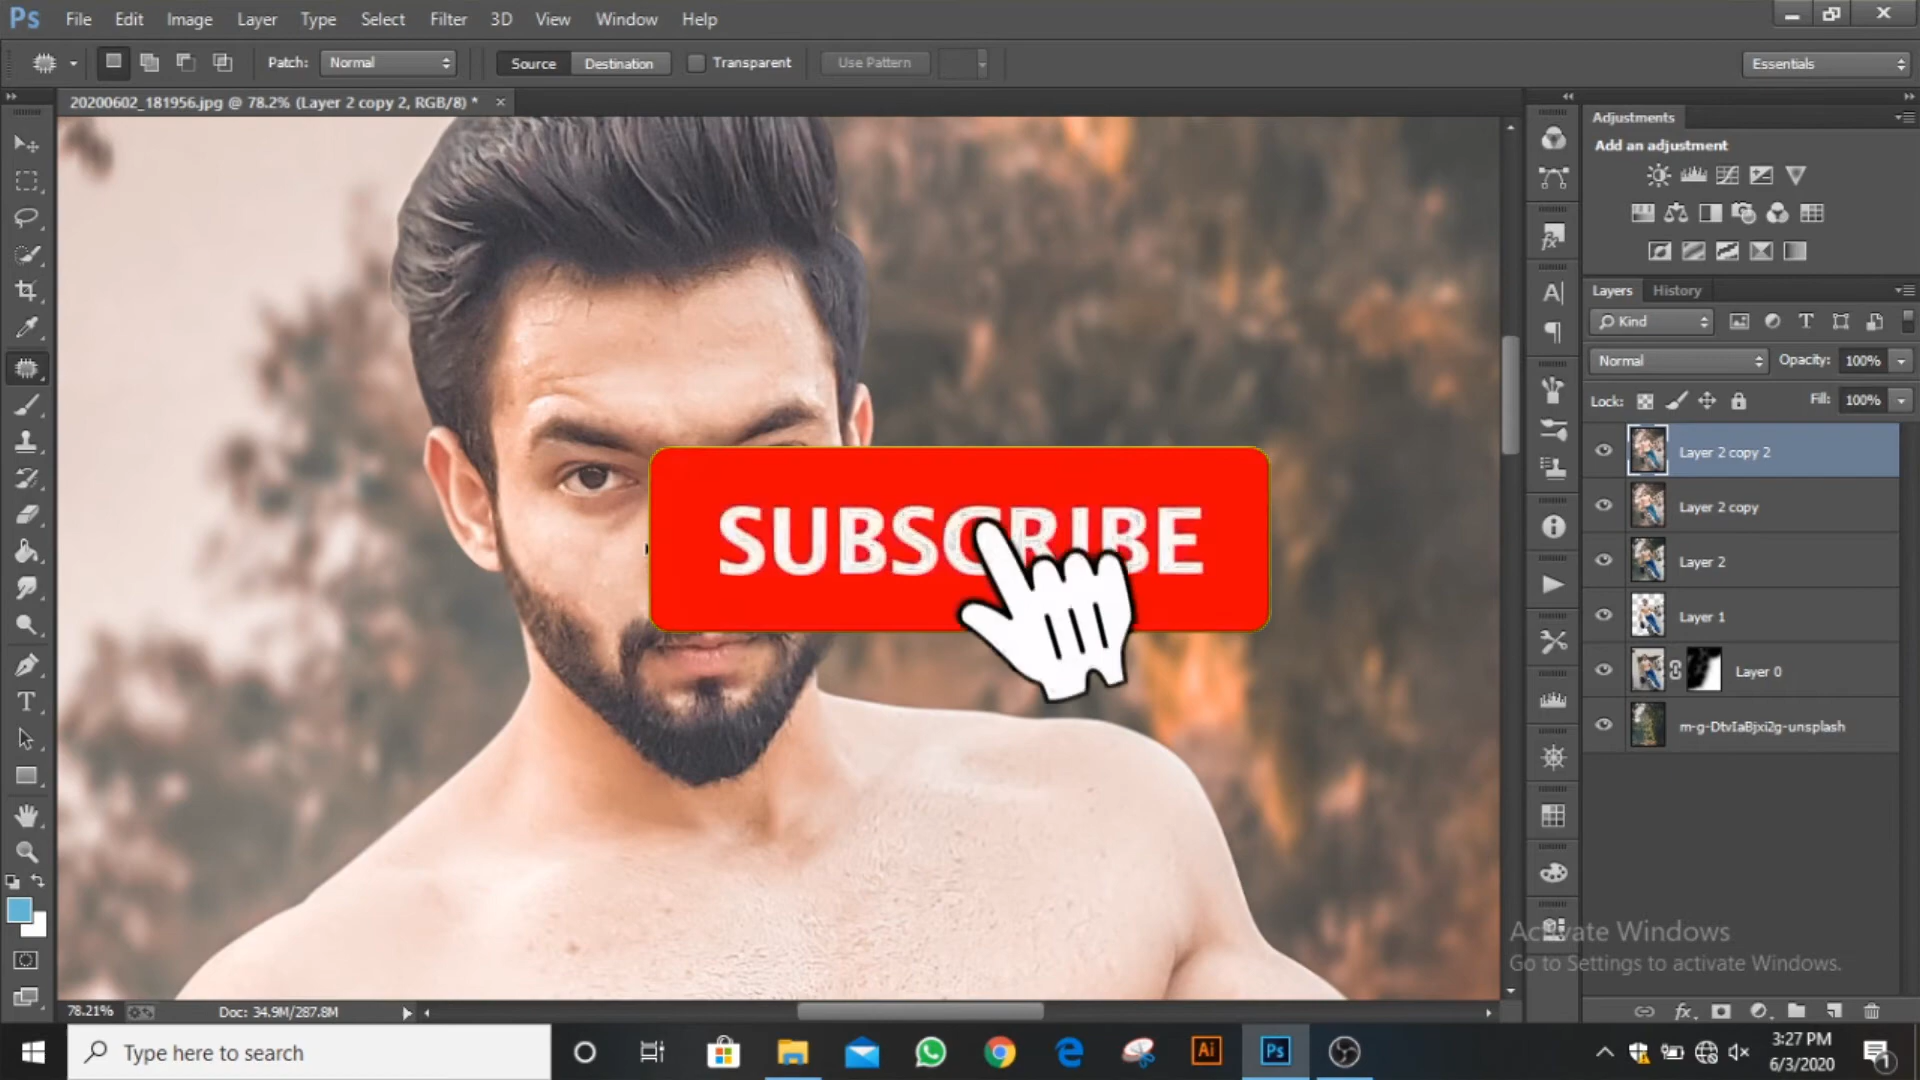 Ps File Edit Image Layer Type Select Filter 3D View Window Help
Patch: Normal Source Destination Transparent Use Pattern Essentials
20200602_181956.jpg @ 78.2% (Layer 2 copy 2, RGB/8) *
Adjustments
Add an adjustment
Layers History
Kind
Normal Opacity: 100%
Lock: Fill: 100%
Layer 2 copy 2
Layer 2 copy
Layer 2
Layer 1
Layer 0
m-g-DtvIaBjxi2g-unsplash
SUBSCRIBE
Activate Windows
Go to Settings to activate Windows.
78.21% Doc: 34.9M/287.8M
Type here to search
Ai
Ps
3:27 PM
6/3/2020
1